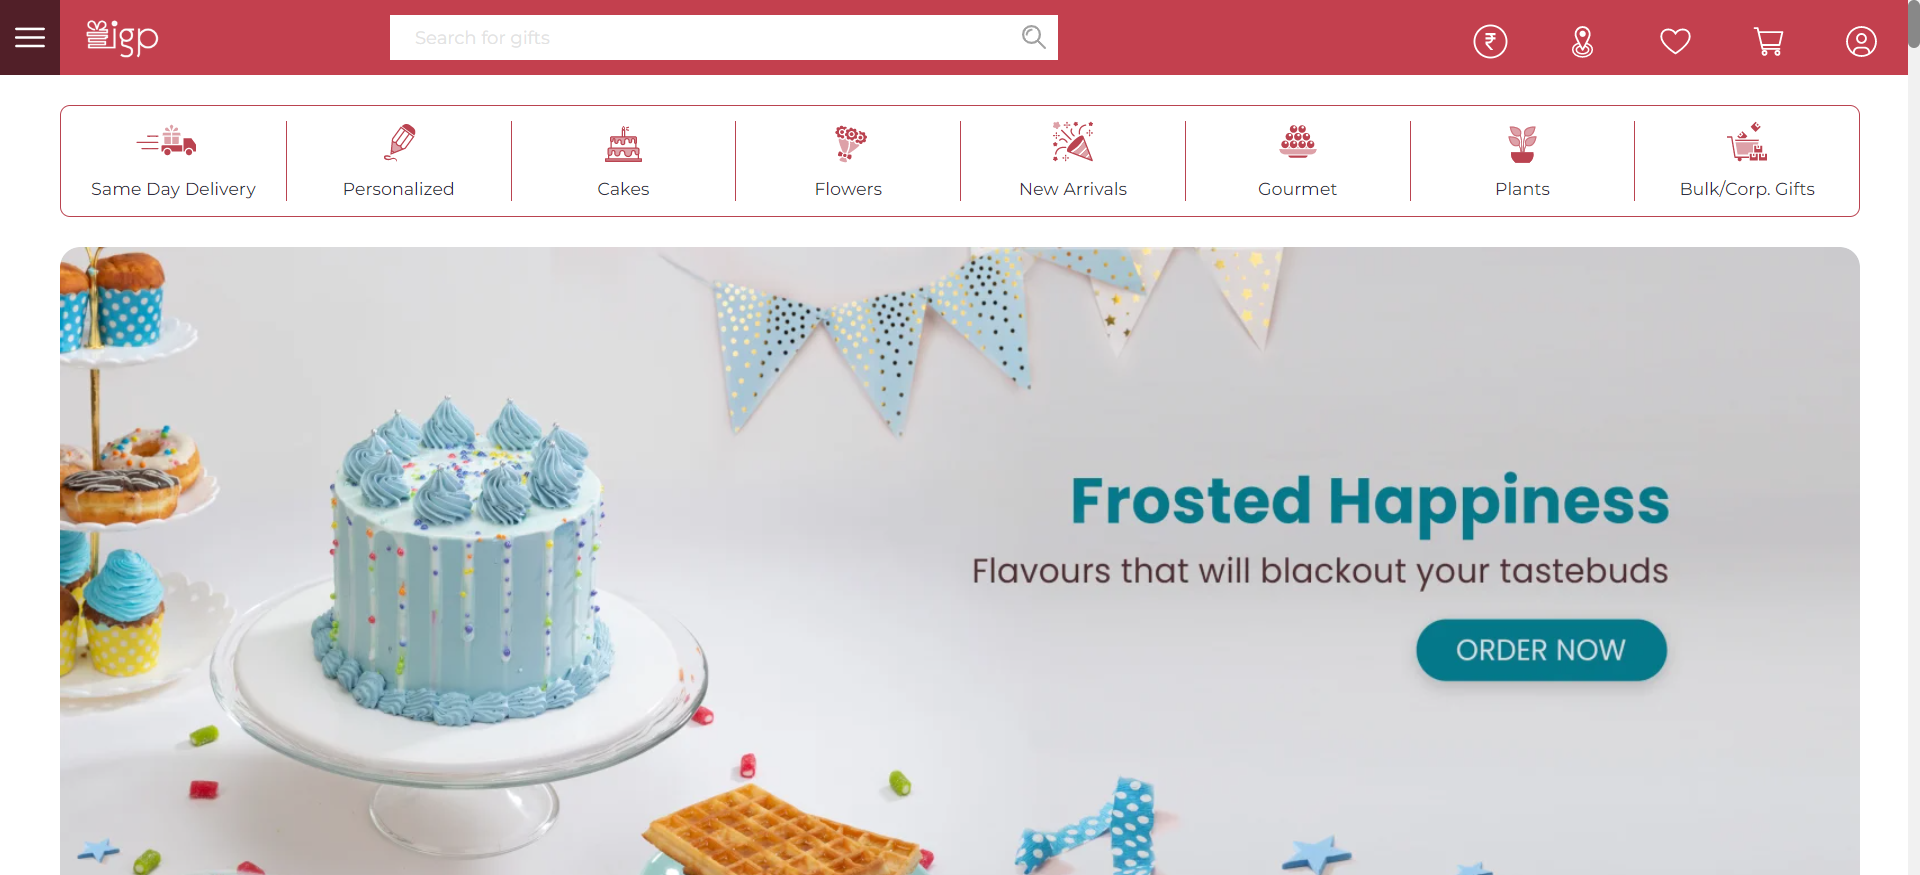 igp
Search for gifts
₹
Same Day Delivery
Personalized
Cakes
Flowers
New Arrivals
Gourmet
Plants
Bulk/Corp. Gifts
Frosted Happiness
Flavours that will blackout your tastebuds
ORDER NOW